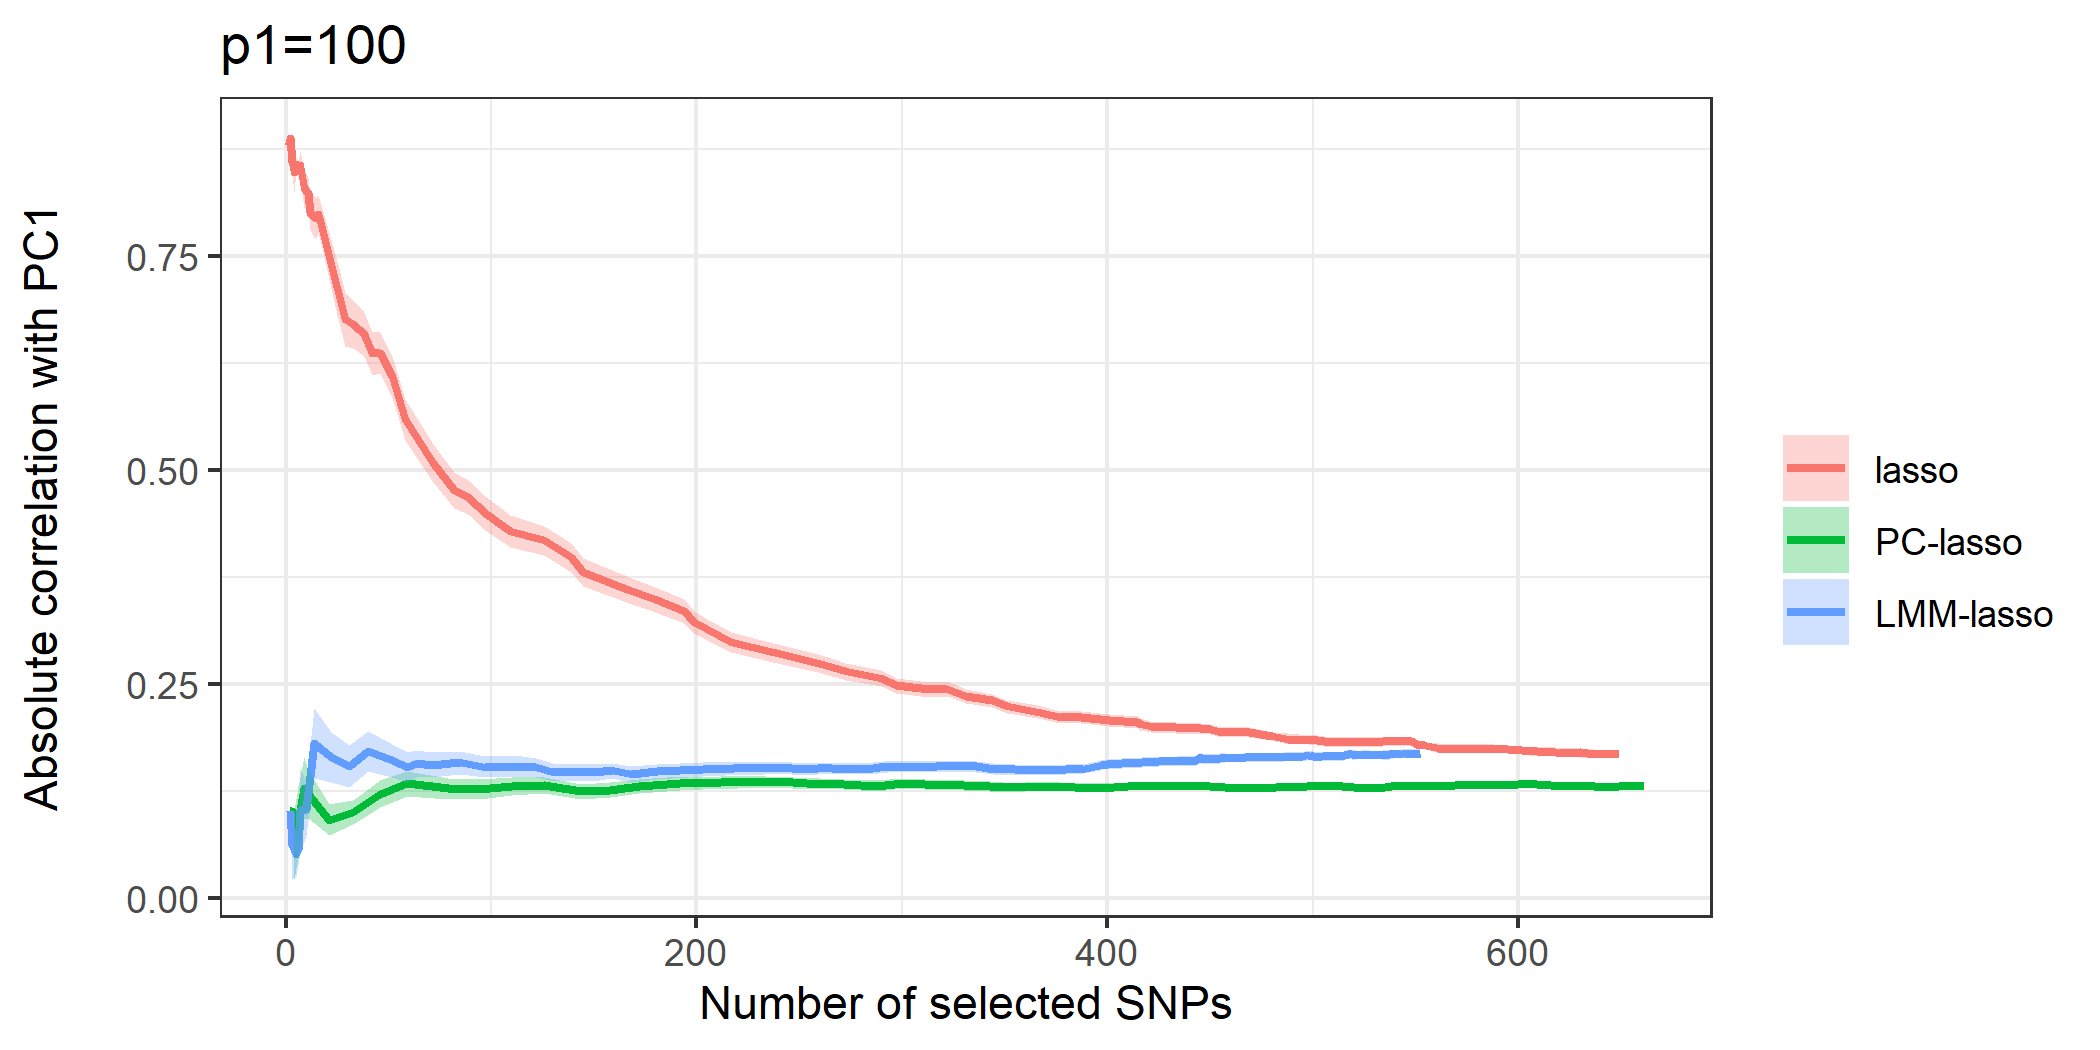 p1=100
Absolute correlation with PC1
0.75
0.50
0.25
0.00
0
200
400
600
Number of selected SNPs
lasso
PC-lasso
LMM-lasso